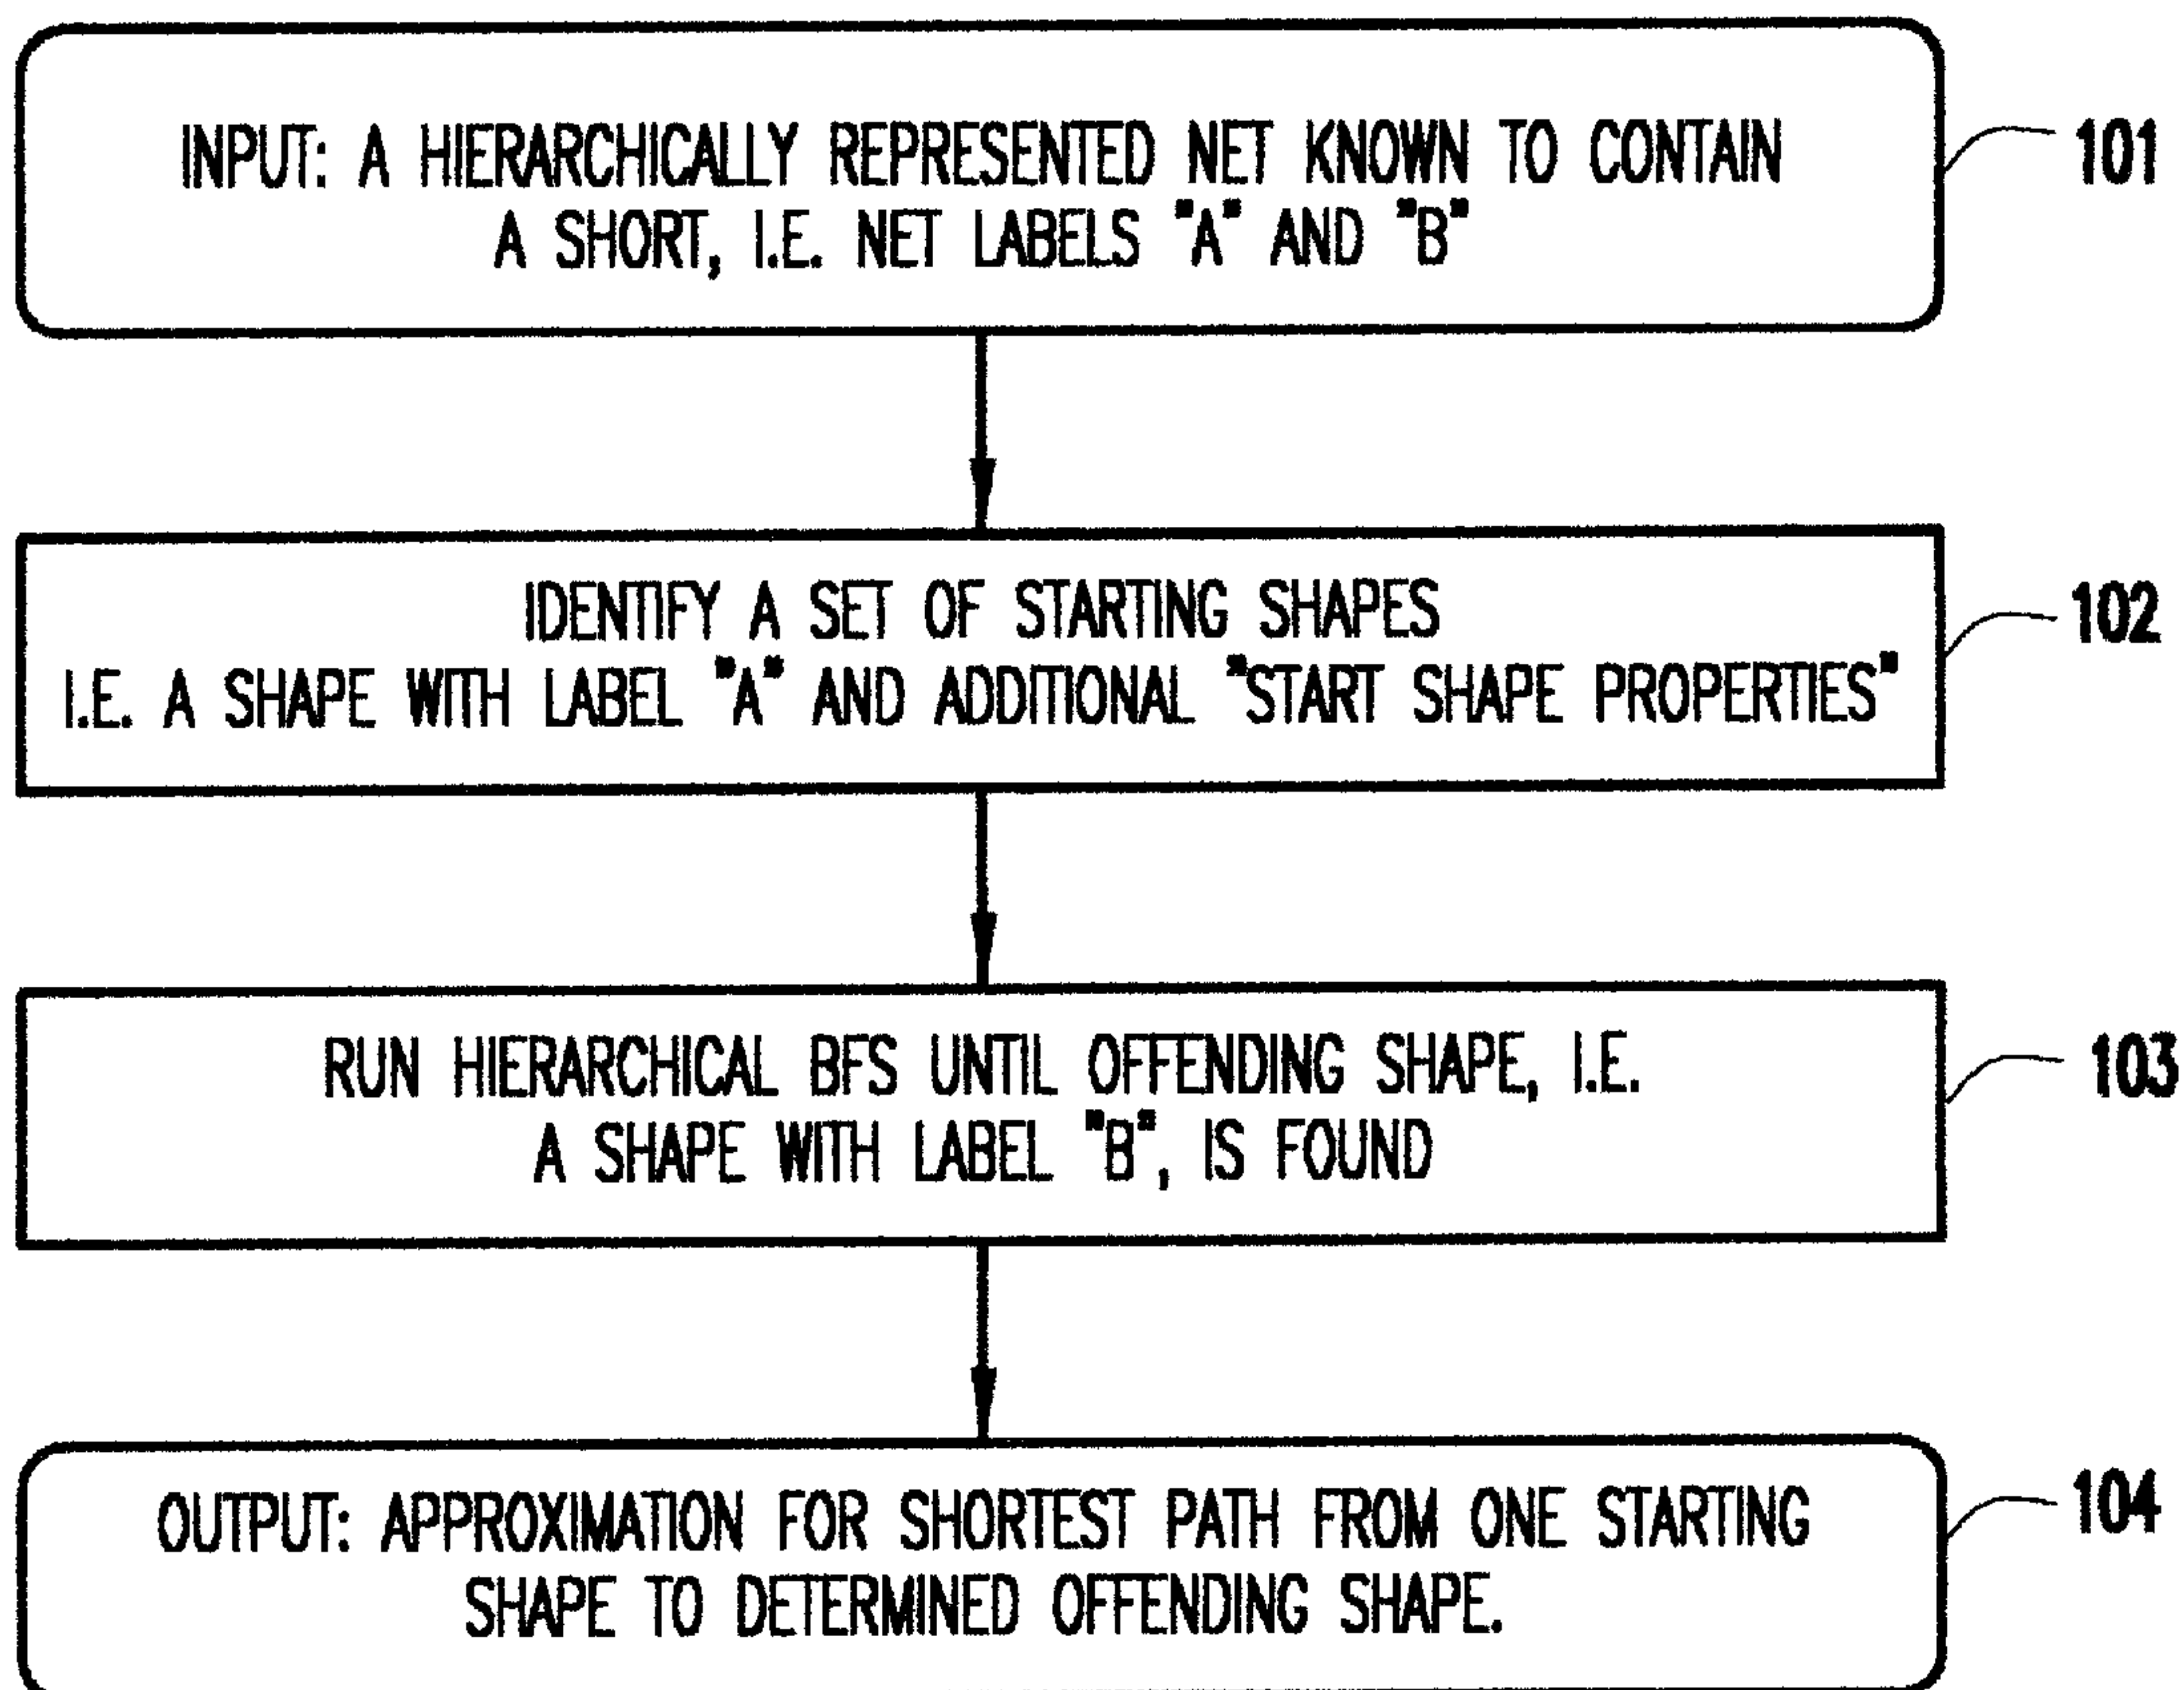 INPUT: A HIERARCHICALLY REPRESENTED NET KNOWN TO CONTAIN
A SHORT, I.E. NET LABELS "A" AND "B"
101
IDENTIFY A SET OF STARTING SHAPES
I.E. A SHAPE WITH LABEL "A" AND ADDITIONAL "START SHAPE PROPERTIES"
102
RUN HIERARCHICAL BFS UNTIL OFFENDING SHAPE, I.E.
A SHAPE WITH LABEL "B", IS FOUND
103
OUTPUT: APPROXIMATION FOR SHORTEST PATH FROM ONE STARTING
SHAPE TO DETERMINED OFFENDING SHAPE.
104